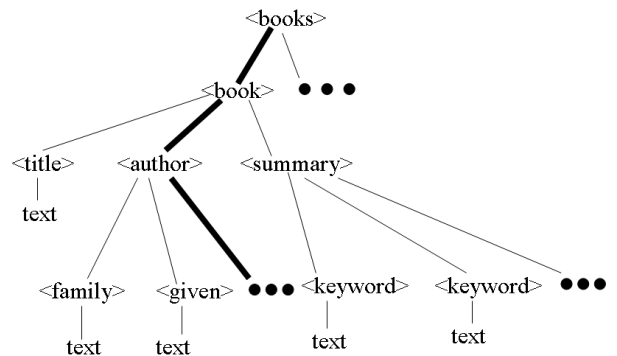 <books>
<book> ● ● ●
<title> <author> <summary>
text
<family> <given> ●●● <keyword> <keyword> ●●●
text text text text